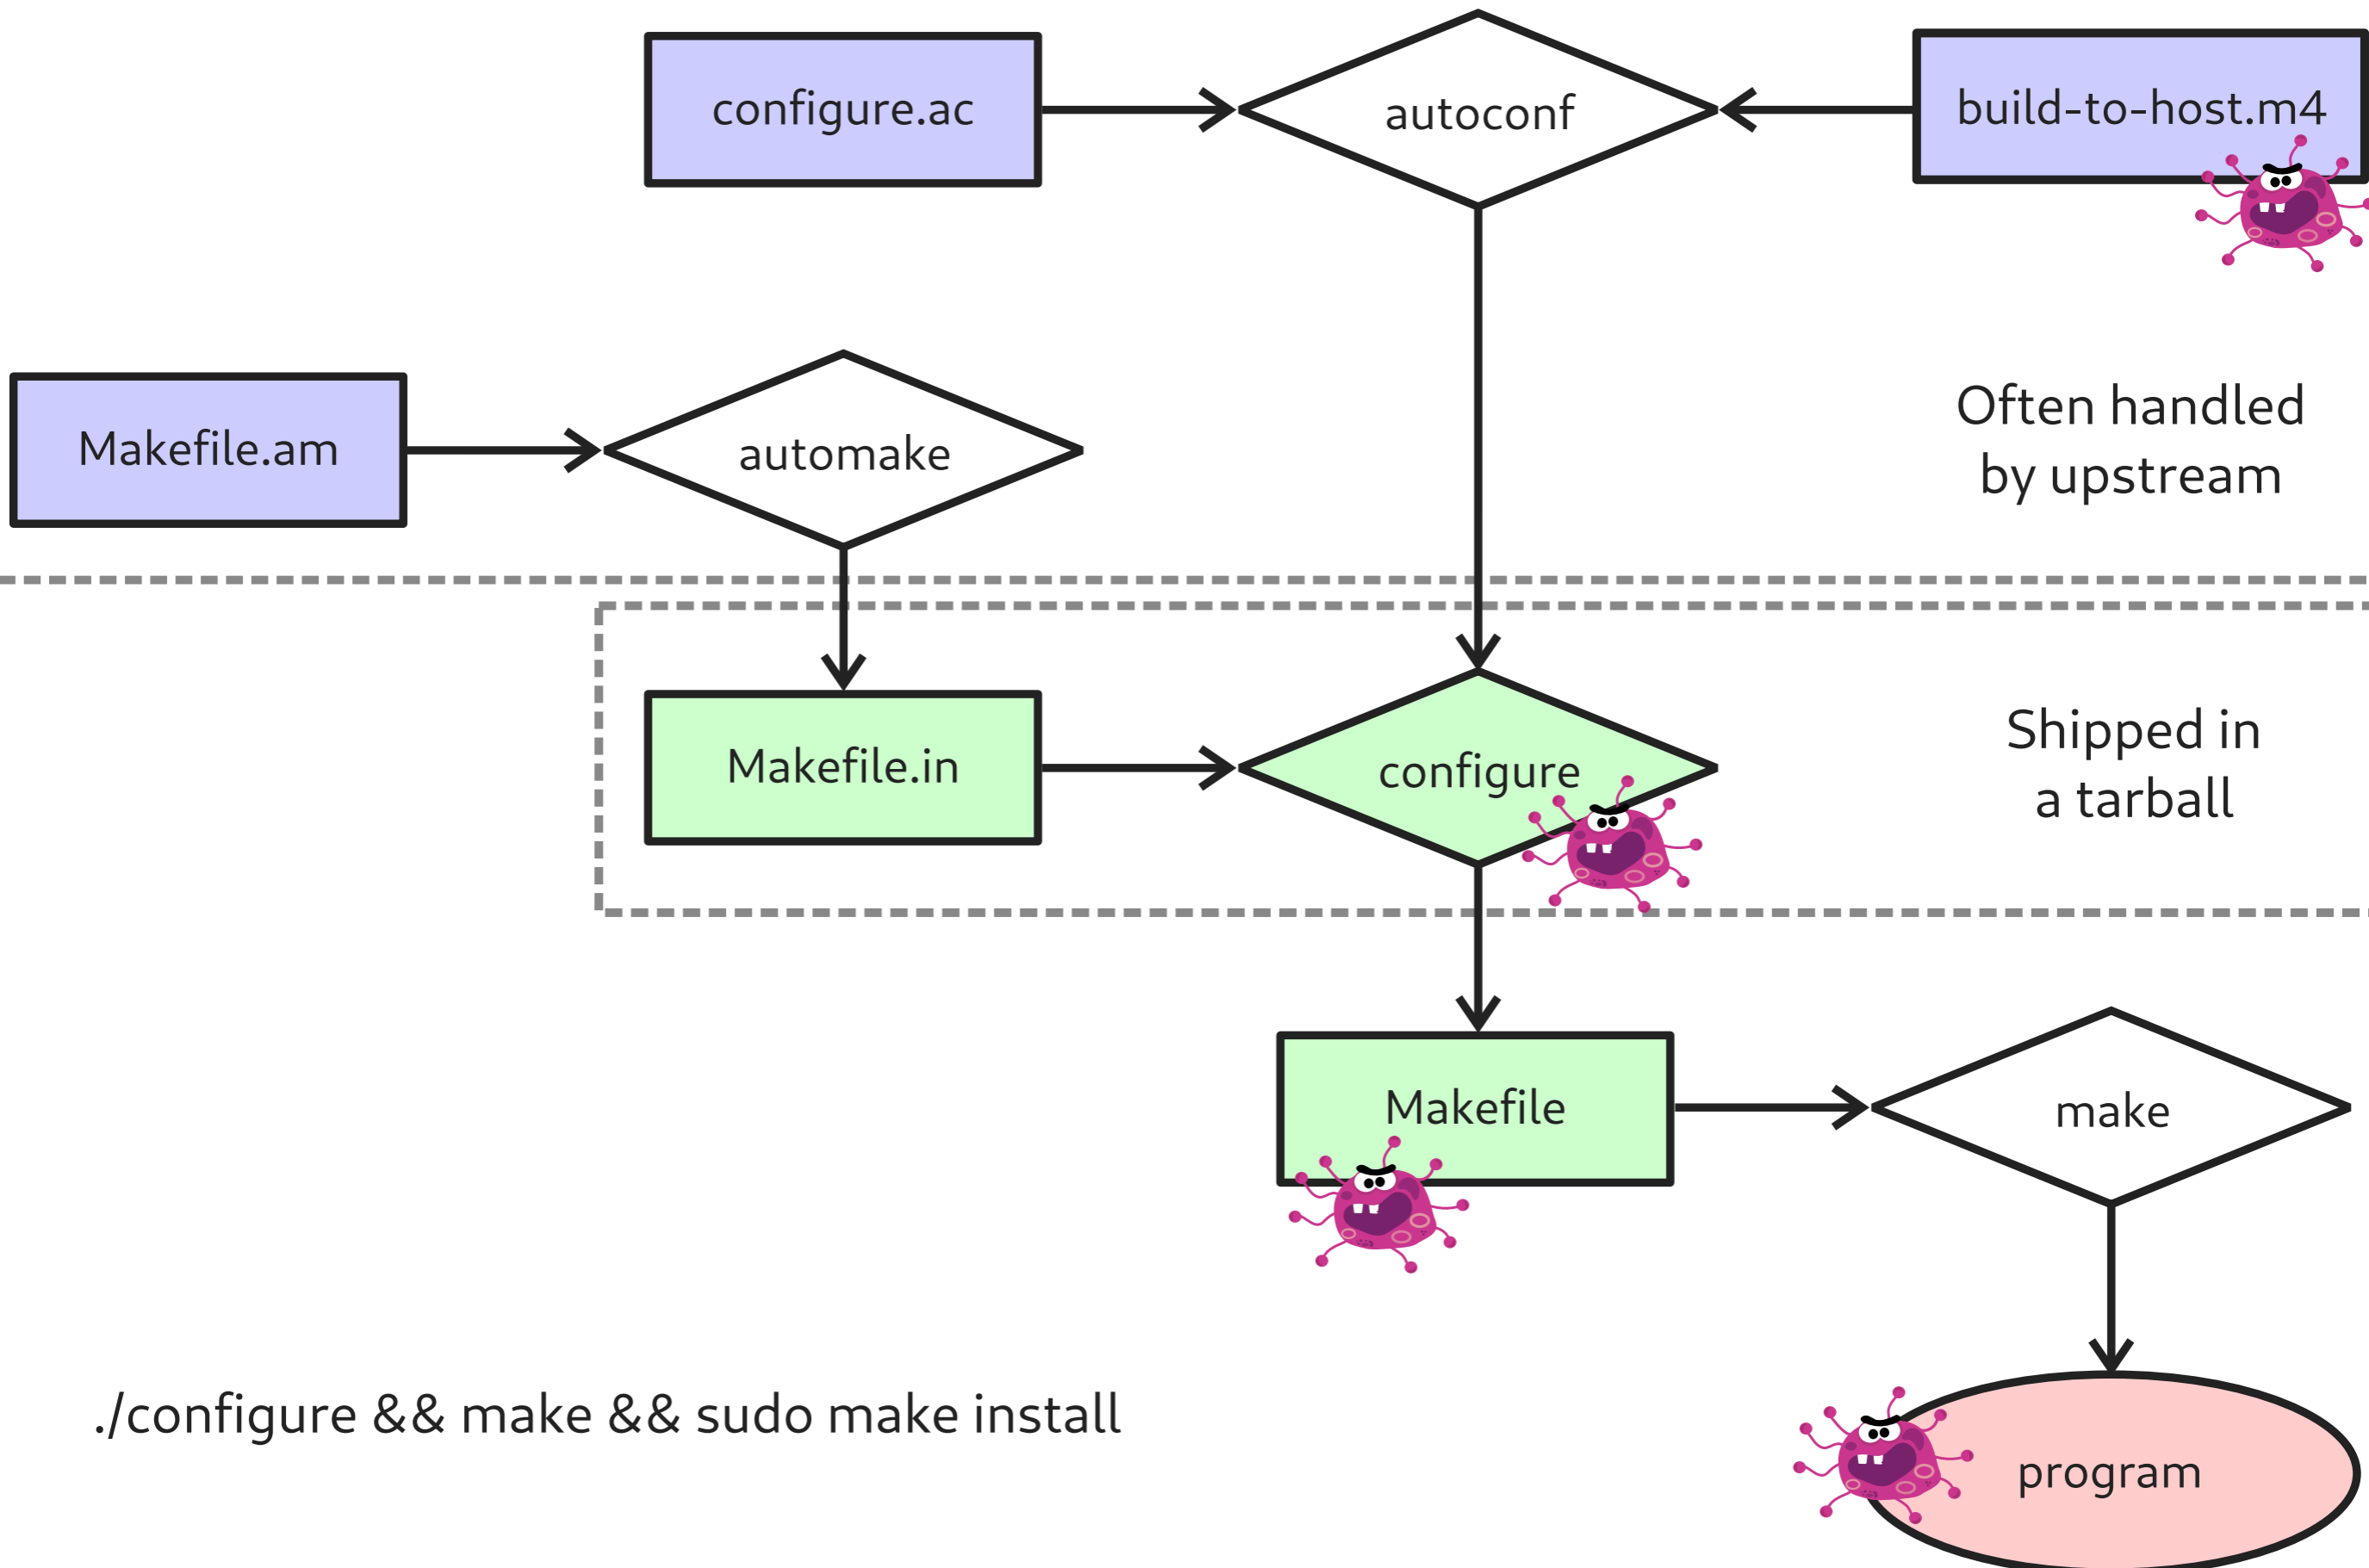 configure.ac
autoconf
build-to-host.m4
Makefile.am
automake
Often handled
by upstream
Makefile.in
configure
Shipped in
a tarball
Makefile
make
./configure && make && sudo make install
program